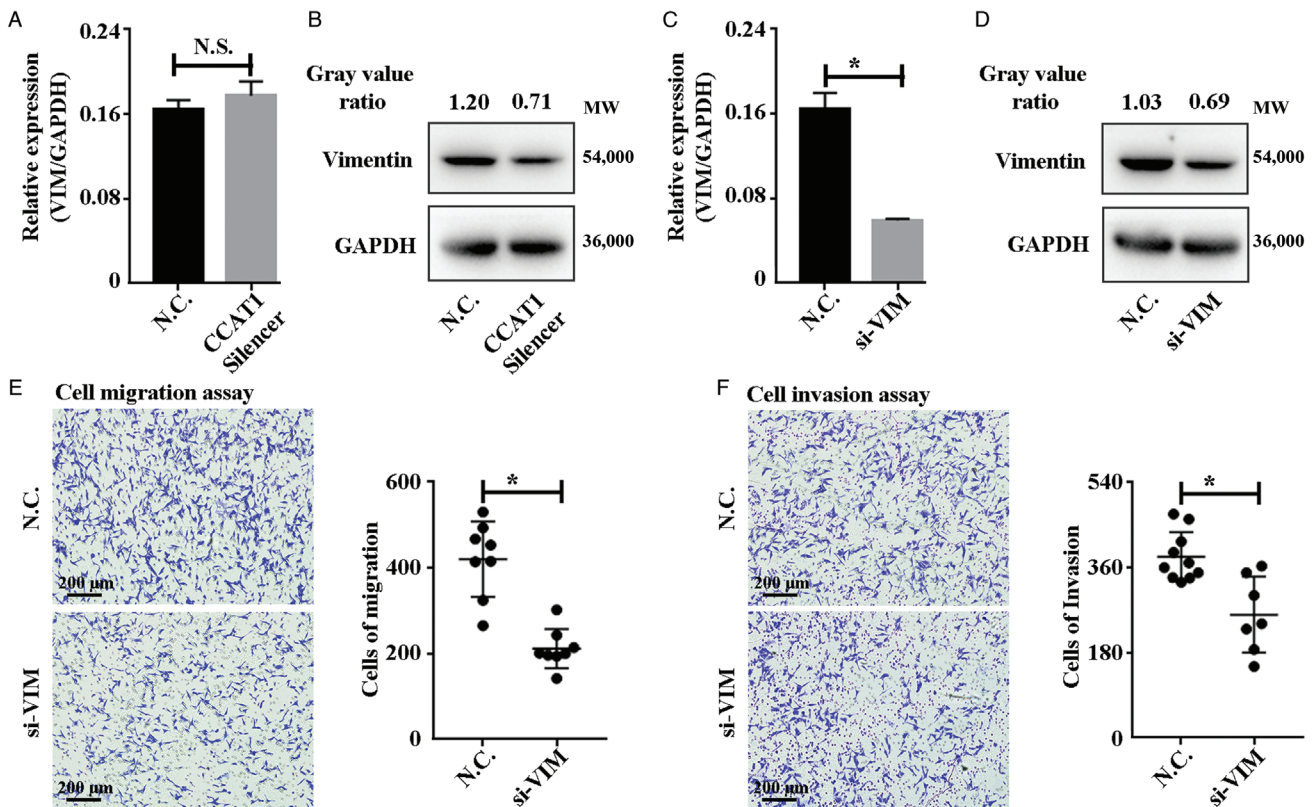 A
Relative expression
(VIM/GAPDH)
0.24
0.16
0.08
0
N.S.
N.C.
CCAT1
Silencer
B
Gray value
ratio
1.20
0.71
MW
Vimentin
54,000
GAPDH
36,000
N.C.
CCAT1
Silencer
C
Relative expression
(VIM/GAPDH)
0.24
0.16
0.08
0
*
N.C.
si-VIM
D
Gray value
ratio
1.03
0.69
MW
Vimentin
54,000
GAPDH
36,000
N.C.
si-VIM
E
Cell migration assay
N.C.
200 μm
si-VIM
200 μm
Cells of migration
600
400
200
0
*
N.C.
si-VIM
F
Cell invasion assay
N.C.
200 μm
si-VIM
200 μm
Cells of Invasion
540
360
180
0
*
N.C.
si-VIM